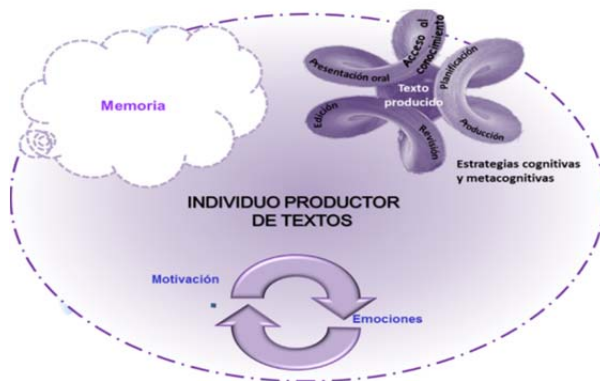 Memoria
Presentación oral
Acceso al
conocimiento
Planificación
Producción
Revisión
Edición
Texto
producido
Estrategias cognitivas
y metacognitivas
INDIVIDUO PRODUCTOR
DE TEXTOS
Motivación
Emociones